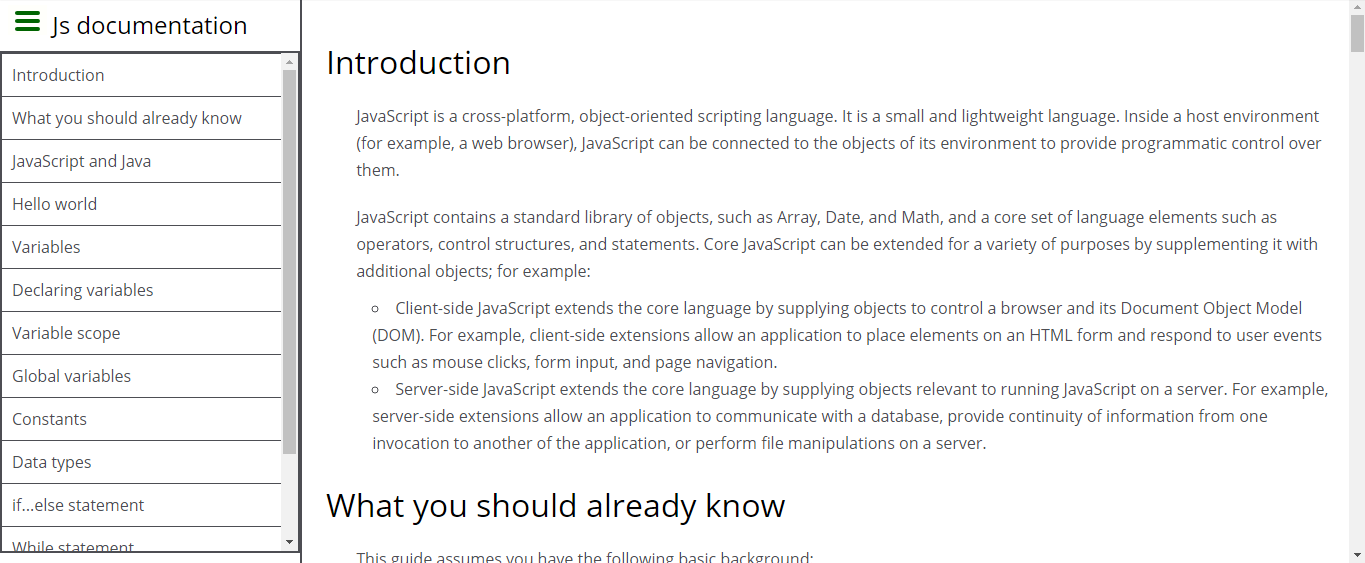 Js documentation
Introduction
What you should already know
JavaScript and Java
Hello world
Variables
Declaring variables
Variable scope
Global variables
Constants
Data types
if...else statement
While statement
Introduction
JavaScript is a cross-platform, object-oriented scripting language. It is a small and lightweight language. Inside a host environment
(for example, a web browser), JavaScript can be connected to the objects of its environment to provide programmatic control over
them.
JavaScript contains a standard library of objects, such as Array, Date, and Math, and a core set of language elements such as
operators, control structures, and statements. Core JavaScript can be extended for a variety of purposes by supplementing it with
additional objects; for example:
Client-side JavaScript extends the core language by supplying objects to control a browser and its Document Object Model
(DOM). For example, client-side extensions allow an application to place elements on an HTML form and respond to user events
such as mouse clicks, form input, and page navigation.
Server-side JavaScript extends the core language by supplying objects relevant to running JavaScript on a server. For example,
server-side extensions allow an application to communicate with a database, provide continuity of information from one
invocation to another of the application, or perform file manipulations on a server.
What you should already know
This guide assumes you have the following basic background: